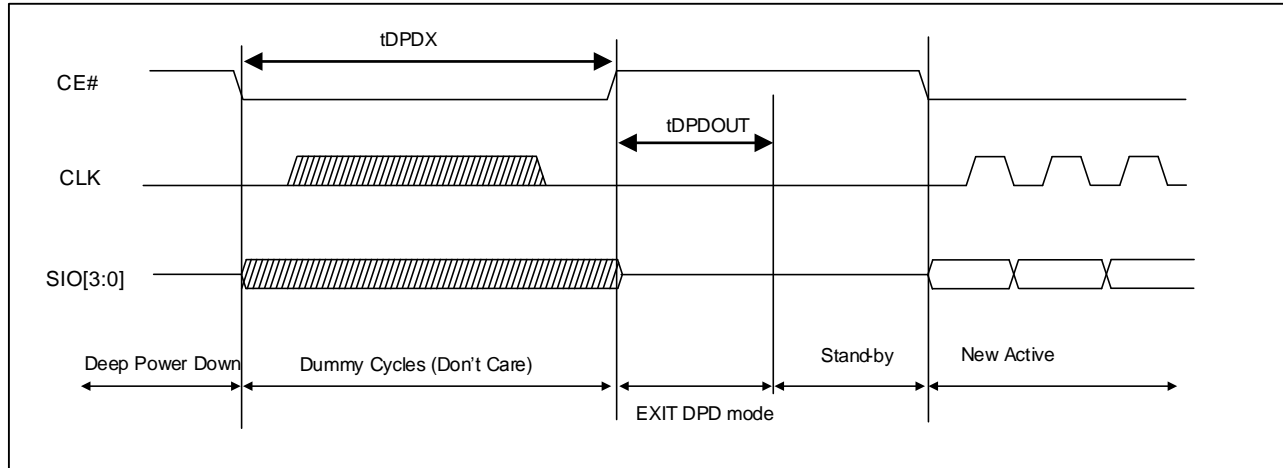 tDPDX
CE#
tDPDOUT
CLK
SIO[3:0]
Deep Power Down
Dummy Cycles (Don't Care)
Stand-by
New Active
EXIT DPD mode